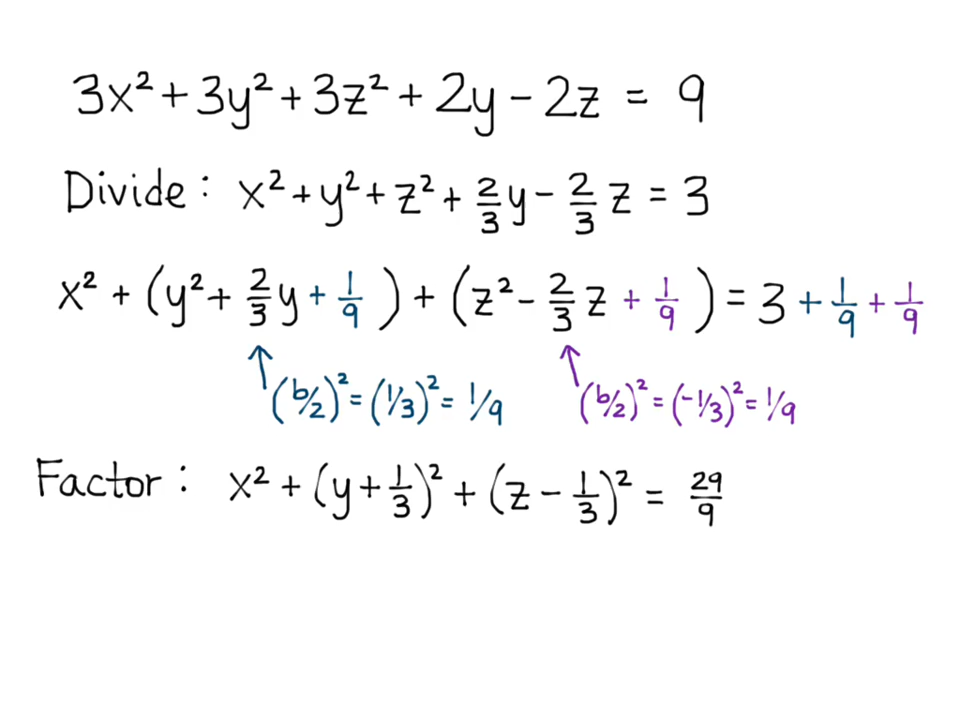 3x² + 3y² + 3z² + 2y − 2z = 9
Divide: x² + y² + z² + 2/3 y − 2/3 z = 3
x² + (y² + 2/3 y + 1/9) + (z² − 2/3 z + 1/9) = 3 + 1/9 + 1/9
(b/2)² = (1/3)² = 1/9 (b/2)² = (-1/3)² = 1/9
Factor: x² + (y + 1/3)² + (z − 1/3)² = 29/9